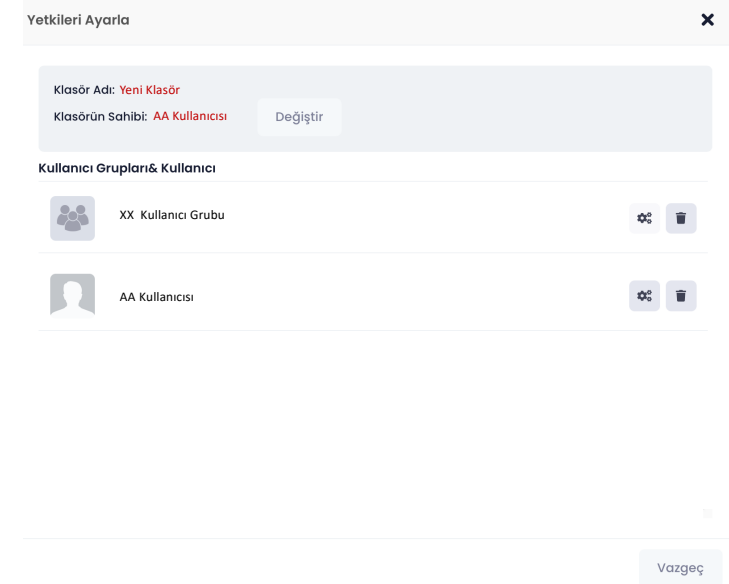 Yetkileri Ayarla
Klasör Adı: Yeni Klasör
Klasörün Sahibi: AA Kullanıcısı Değiştir
Kullanıcı Grupları& Kullanıcı
XX Kullanıcı Grubu
AA Kullanıcısı
Vazgeç